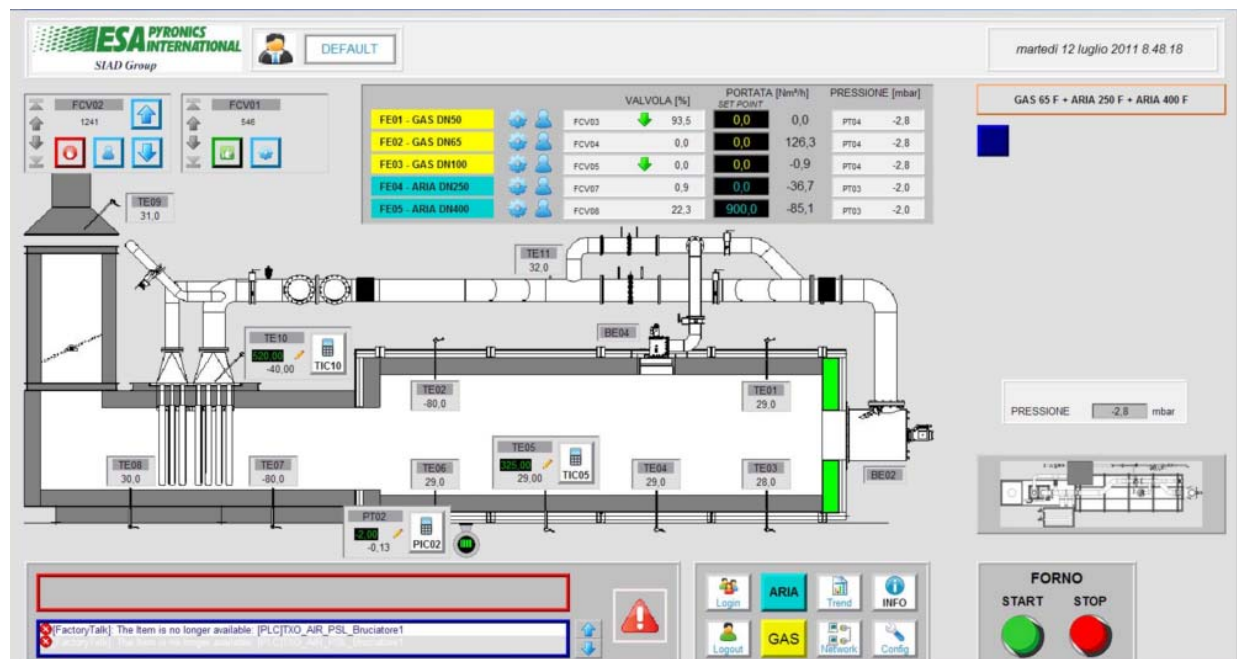 ESA PYRONICS
INTERNATIONAL
SIAD Group
DEFAULT
martedì 12 luglio 2011 8.48.18
FCV02
1241
FCV01
546
VALVOLA [%] PORTATA [Nm³/h] PRESSIONE [mbar]
SET POINT
FE01 - GAS DN50 FCV03 93,5 0,0 0,0 PT04 -2,8
FE02 - GAS DN65 FCV04 0,0 0,0 126,3 PT04 -2,8
FE03 - GAS DN100 FCV05 0,0 0,0 -0,9 PT04 -2,8
FE04 - ARIA DN250 FCV07 0,9 0,0 -36,7 PT03 -2,0
FE05 - ARIA DN400 FCV08 22,3 900,0 -85,1 PT03 -2,0
GAS 65 F + ARIA 250 F + ARIA 400 F
TE09
31,0
TE11
32,0
TE10
520,00
-40,00
TIC10
BE04
TE02
-80,0
TE01
29,0
PRESSIONE -2,8 mbar
TE08
30,0
TE07
-80,0
TE06
29,0
TE05
325,00
29,00
TIC05
TE04
29,0
TE03
28,0
BE02
PT02
-2,00
-0,13
PIC02
[FactoryTalk]: The Item is no longer available: [PLC]TXO_AIR_PSL_Bruciatore1
Login
ARIA
Trend
INFO
Logout
GAS
Network
Config
FORNO
START STOP